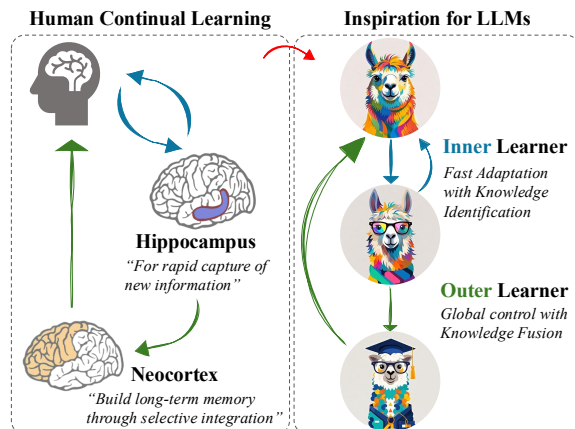 Human Continual Learning
Inspiration for LLMs
Hippocampus
“For rapid capture of
new information”
Neocortex
“Build long-term memory
through selective integration”
Inner Learner
Fast Adaptation
with Knowledge
Identification
Outer Learner
Global control with
Knowledge Fusion